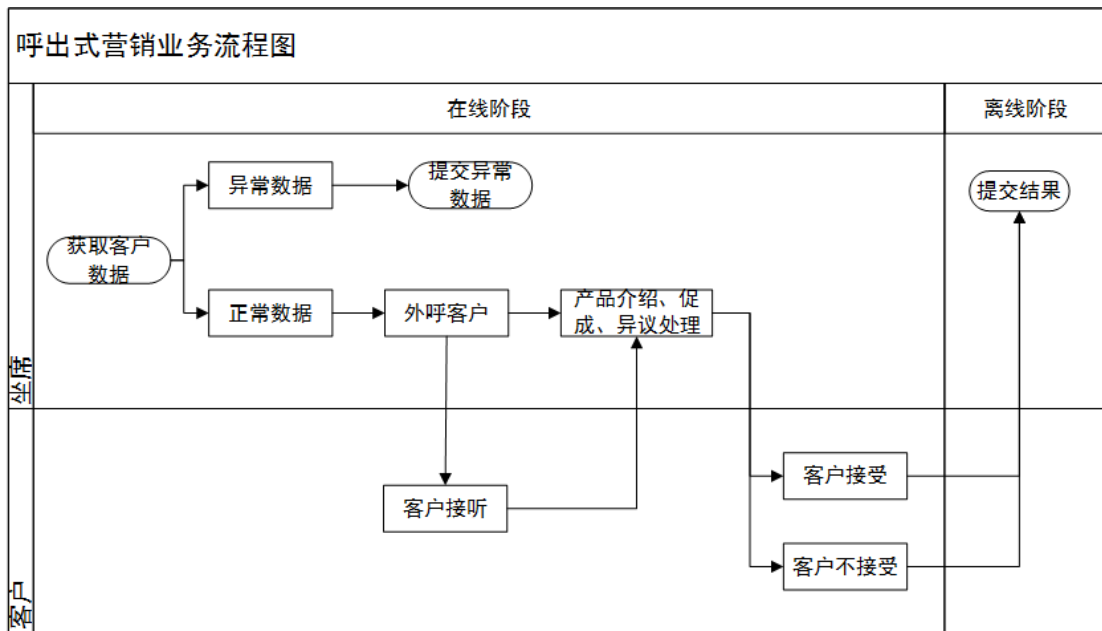 呼出式营销业务流程图
在线阶段
离线阶段
坐席
异常数据
提交异常
数据
提交结果
获取客户
数据
正常数据
外呼客户
产品介绍、促
成、异议处理
客户
客户接听
客户接受
客户不接受